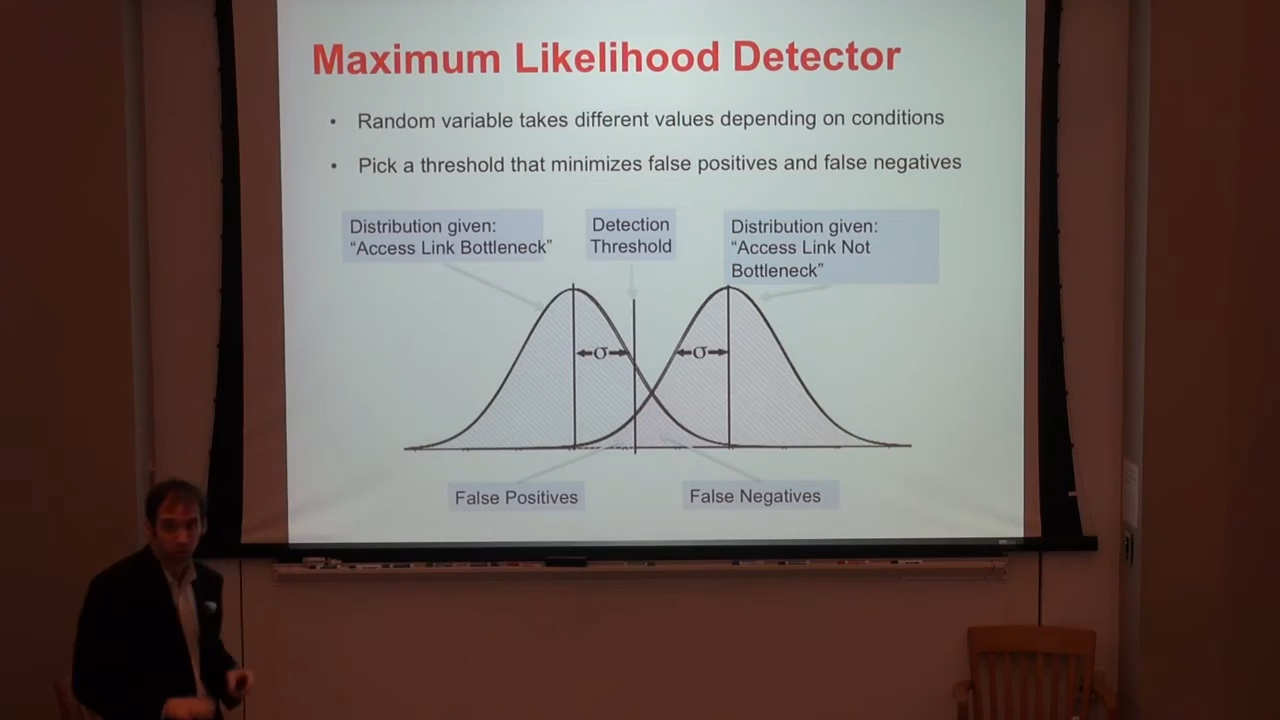 Maximum Likelihood Detector
• Random variable takes different values depending on conditions
• Pick a threshold that minimizes false positives and false negatives
Distribution given:
“Access Link Bottleneck”
Detection
Threshold
Distribution given:
“Access Link Not
Bottleneck”
σ
σ
False Positives
False Negatives